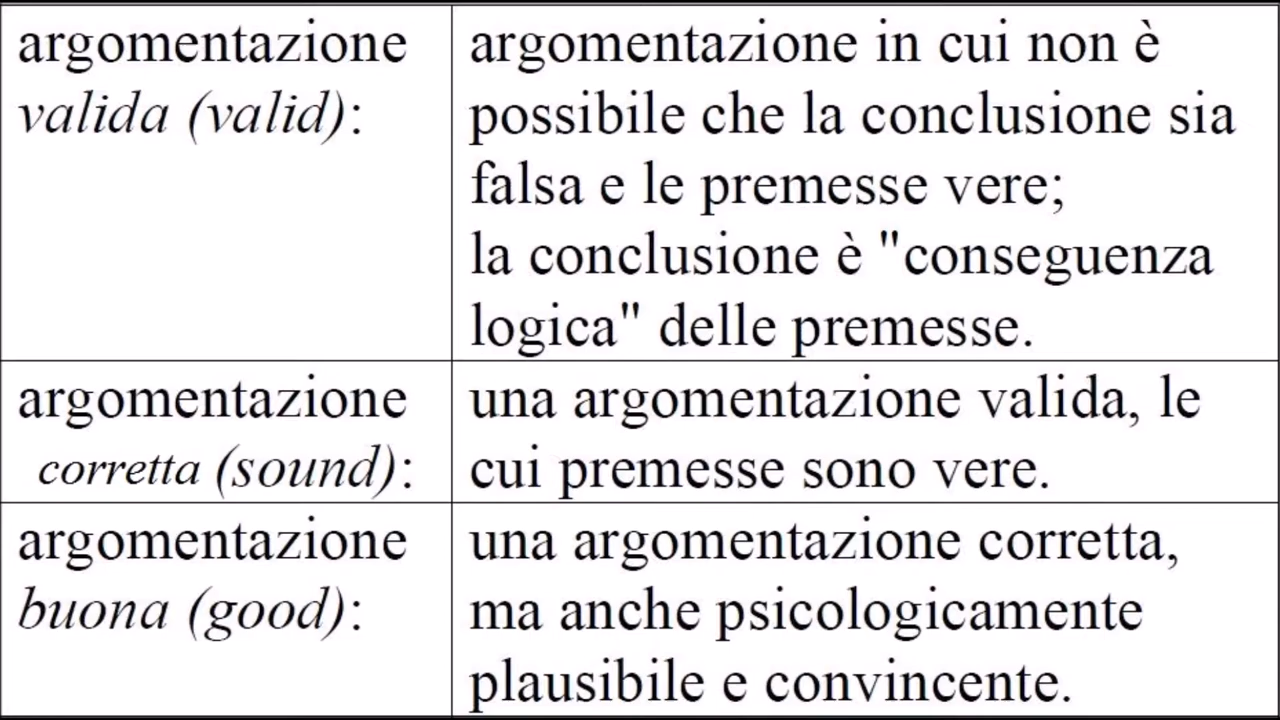 argomentazione
valida (valid):
argomentazione in cui non è
possibile che la conclusione sia
falsa e le premesse vere;
la conclusione è "conseguenza
logica" delle premesse.
argomentazione
corretta (sound):
una argomentazione valida, le
cui premesse sono vere.
argomentazione
buona (good):
una argomentazione corretta,
ma anche psicologicamente
plausibile e convincente.